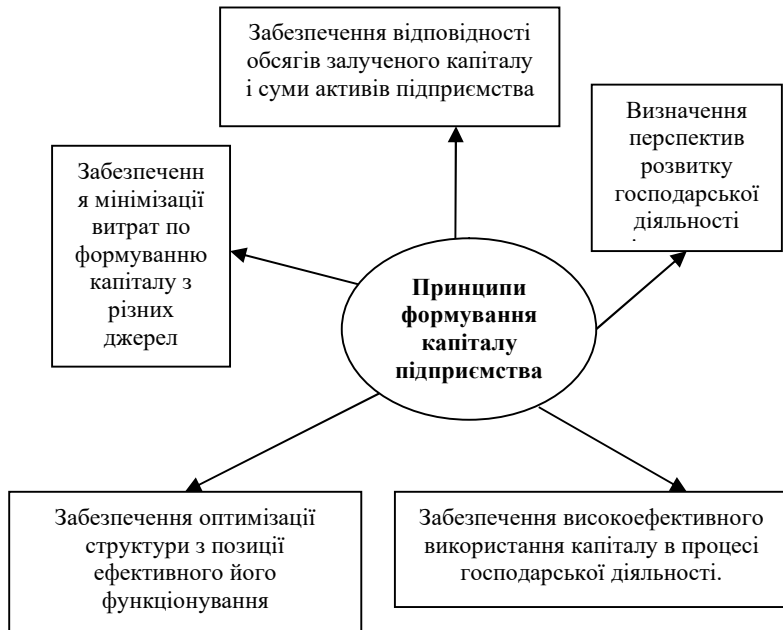 Забезпечення відповідності
обсягів залученого капіталу
і суми активів підприємства
Визначення
перспектив
розвитку
господарської
діяльності
Забезпеченн
я мінімізації
витрат по
формуванню
капіталу з
різних
джерел
Принципи
формування
капіталу
підприємства
Забезпечення оптимізації
структури з позиції
ефективного його
функціонування
Забезпечення високоефективного
використання капіталу в процесі
господарської діяльності.